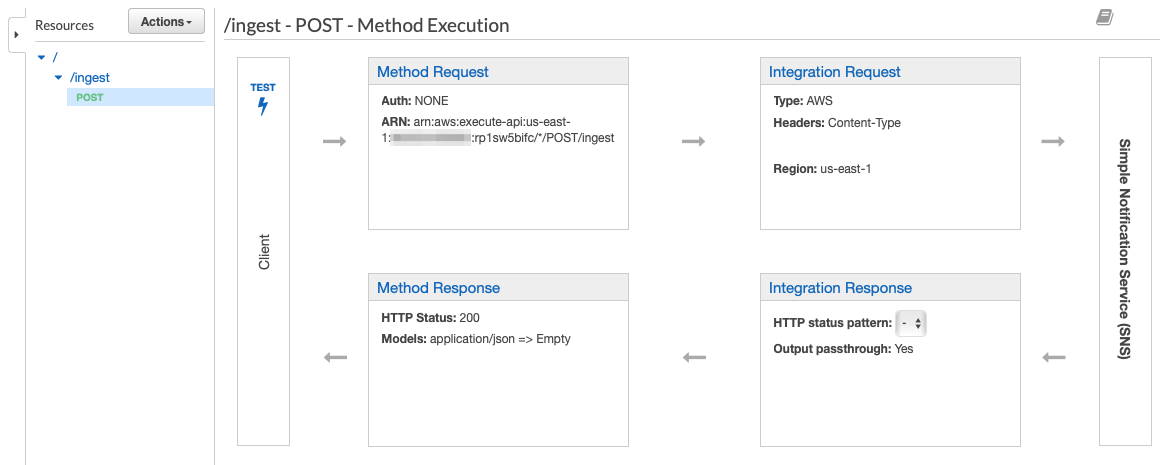 Resources
Actions
/
/ingest
POST
/ingest - POST - Method Execution
TEST
Client
Method Request
Auth: NONE
ARN: arn:aws:execute-api:us-east-
1: :rp1sw5bifc/*/POST/ingest
Integration Request
Type: AWS
Headers: Content-Type
Region: us-east-1
Simple Notification Service (SNS)
Method Response
HTTP Status: 200
Models: application/json => Empty
Integration Response
HTTP status pattern: -
Output passthrough: Yes